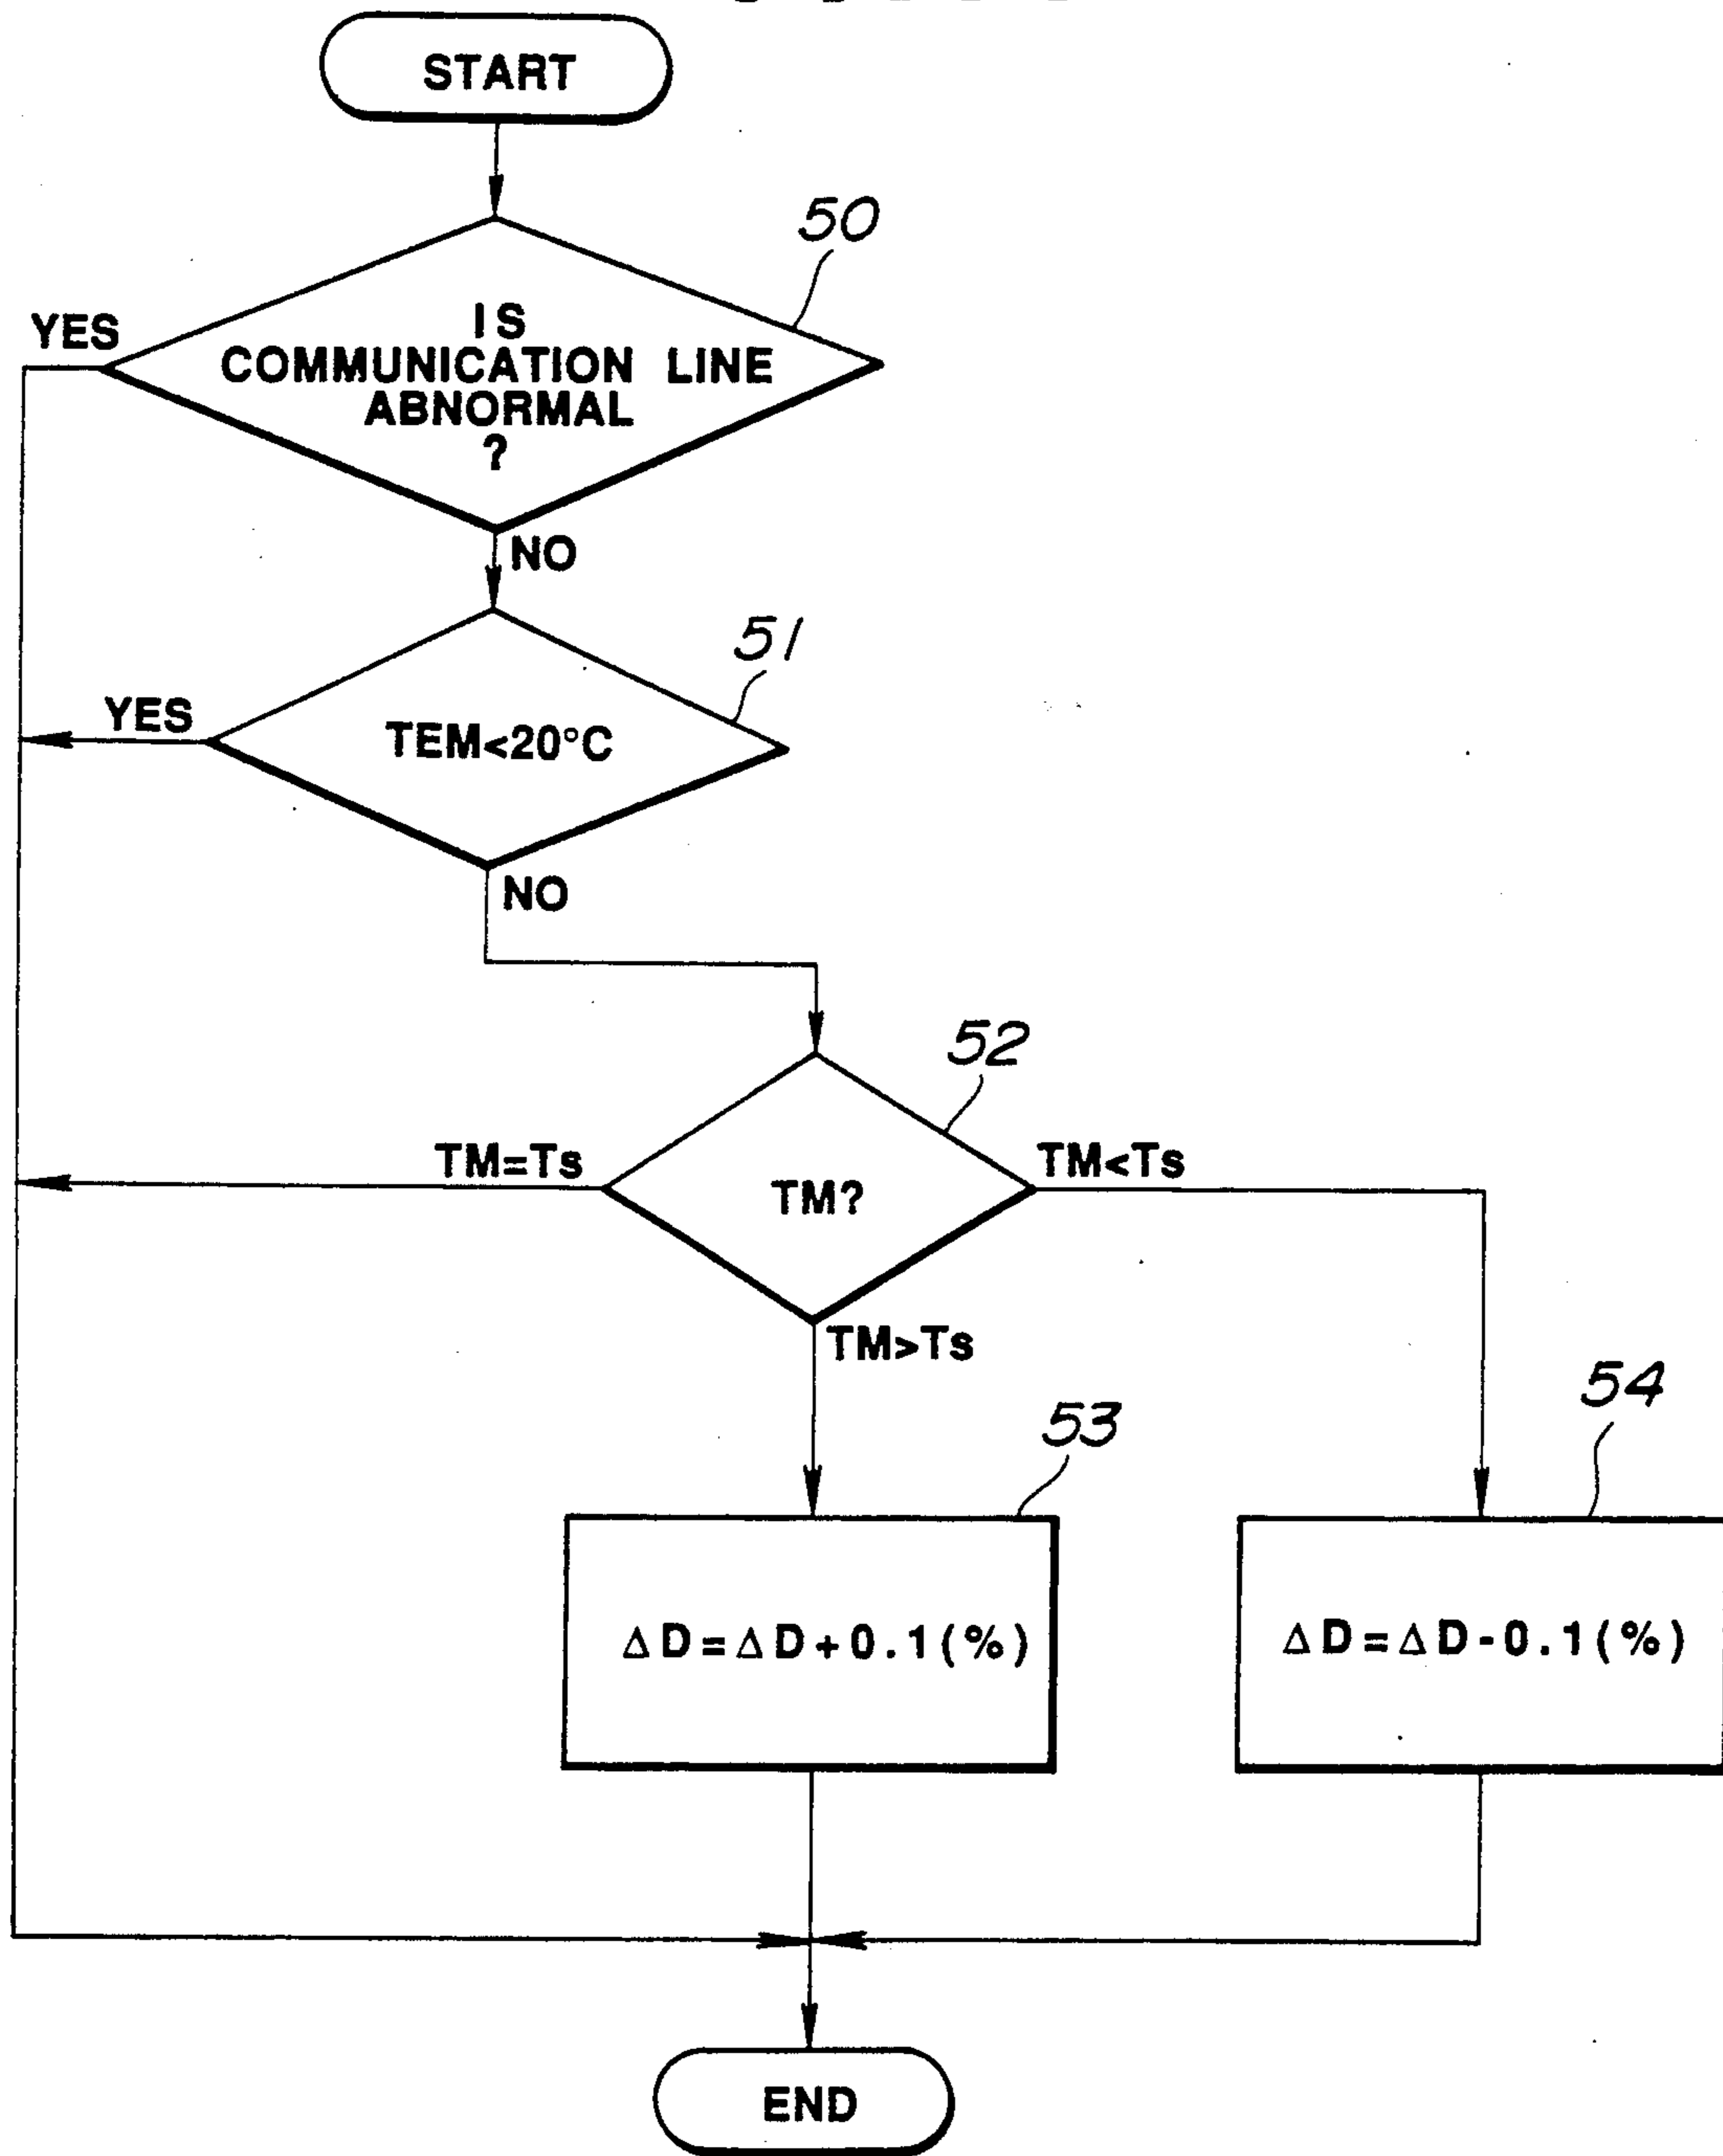 START
50
YES
IS
COMMUNICATION LINE
ABNORMAL
?
NO
51
YES
TEM<20°C
NO
52
TM=Ts
TM<Ts
TM?
TM>Ts
53
54
ΔD=ΔD+0.1(%)
ΔD=ΔD-0.1(%)
END